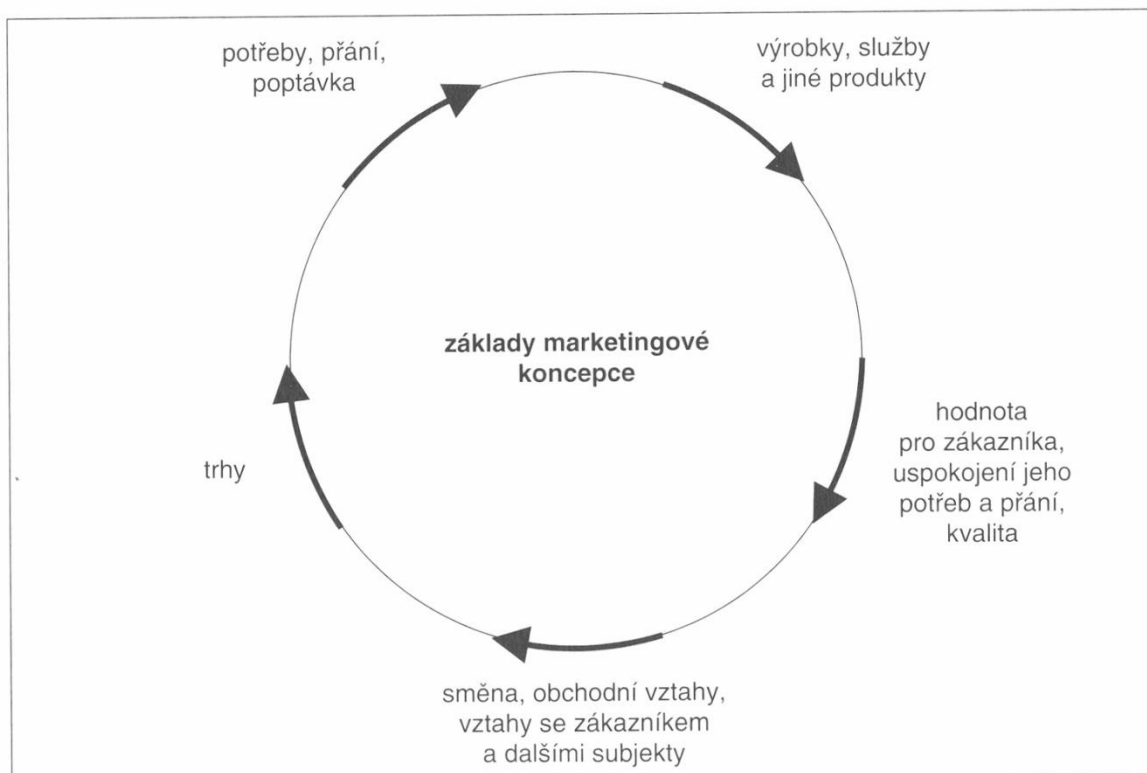 potřeby, přání,
poptávka
výrobky, služby
a jiné produkty
základy marketingové
koncepce
hodnota
pro zákazníka,
uspokojení jeho
potřeb a přání,
kvalita
trhy
směna, obchodní vztahy,
vztahy se zákazníkem
a dalšími subjekty